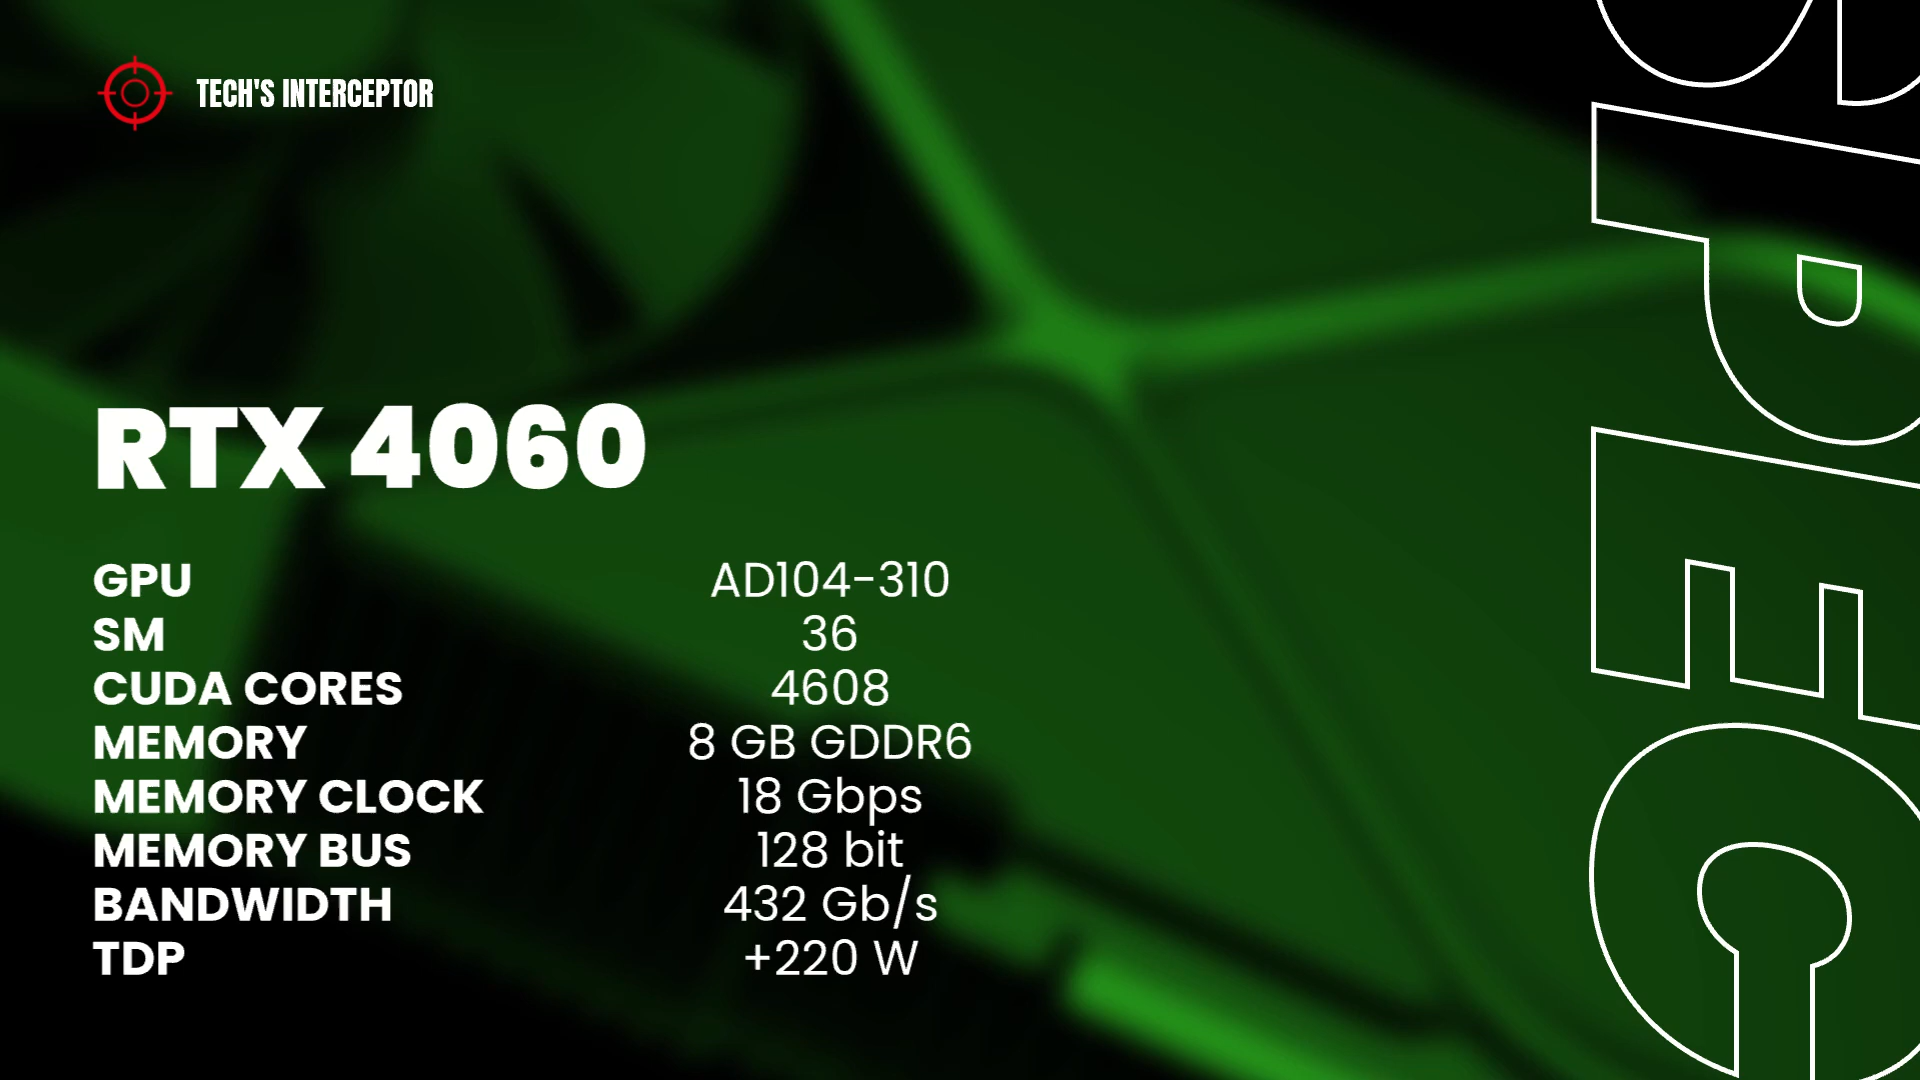 TECH'S INTERCEPTOR
RTX 4060
GPU AD104-310
SM 36
CUDA CORES 4608
MEMORY 8 GB GDDR6
MEMORY CLOCK 18 Gbps
MEMORY BUS 128 bit
BANDWIDTH 432 Gb/s
TDP +220 W